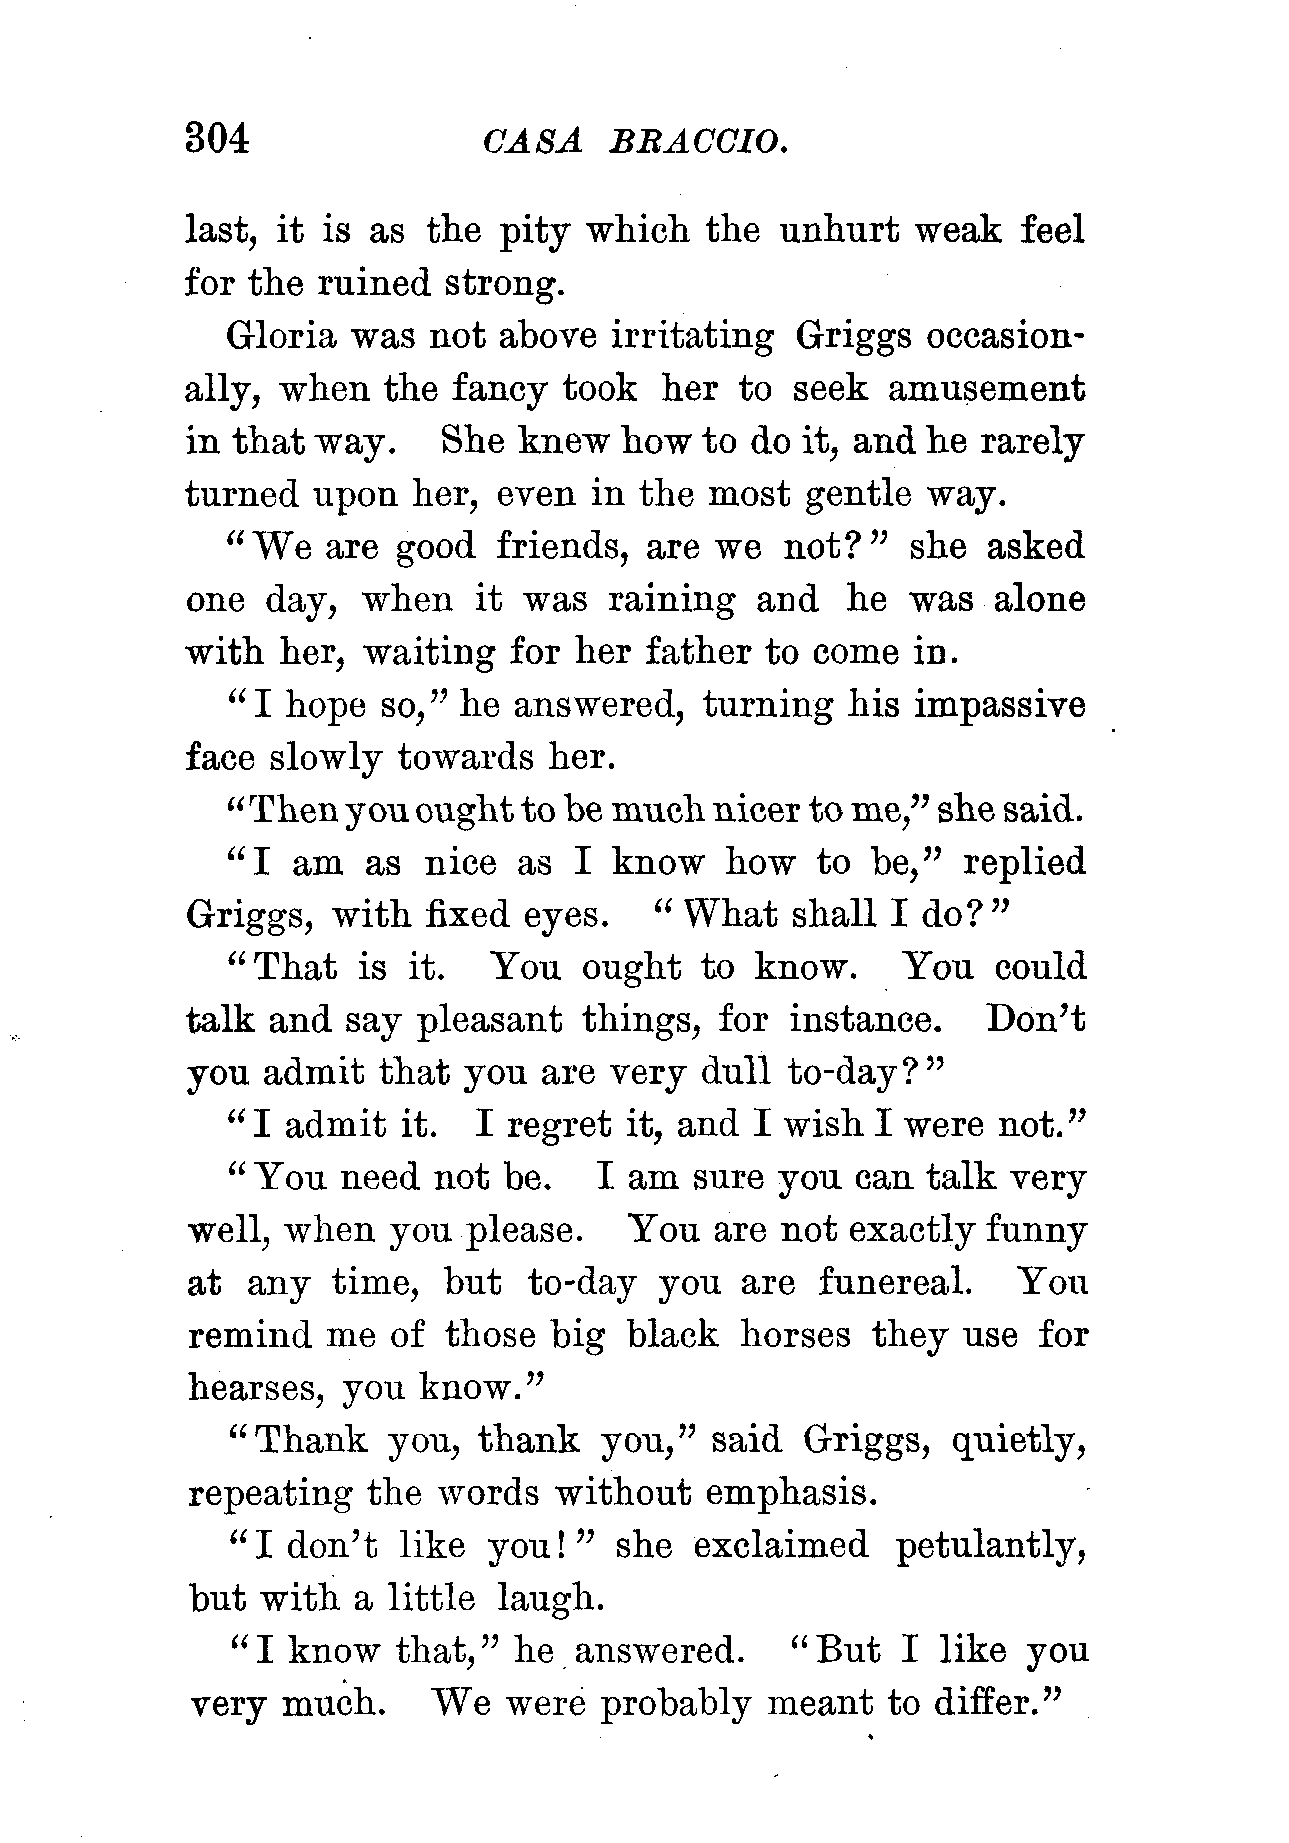 304 CASA BRACCIO.
last, it is as the pity which the unhurt weak feel
for the ruined strong.
Gloria was not above irritating Griggs occasion-
ally, when the fancy took her to seek amusement
in that way. She knew how to do it, and he rarely
turned upon her, even in the most gentle way.
"We are good friends, are we not?" she asked
one day, when it was raining and he was alone
with her, waiting for her father to come in.
"I hope so," he answered, turning his impassive
face slowly towards her.
"Then you ought to be much nicer to me," she said.
"I am as nice as I know how to be," replied
Griggs, with fixed eyes. "What shall I do?"
"That is it. You ought to know. You could
talk and say pleasant things, for instance. Don't
you admit that you are very dull to-day?"
"I admit it. I regret it, and I wish I were not."
"You need not be. I am sure you can talk very
well, when you please. You are not exactly funny
at any time, but to-day you are funereal. You
remind me of those big black horses they use for
hearses, you know."
"Thank you, thank you," said Griggs, quietly,
repeating the words without emphasis.
"I don't like you!" she exclaimed petulantly,
but with a little laugh.
"I know that," he answered. "But I like you
very much. We were probably meant to differ."